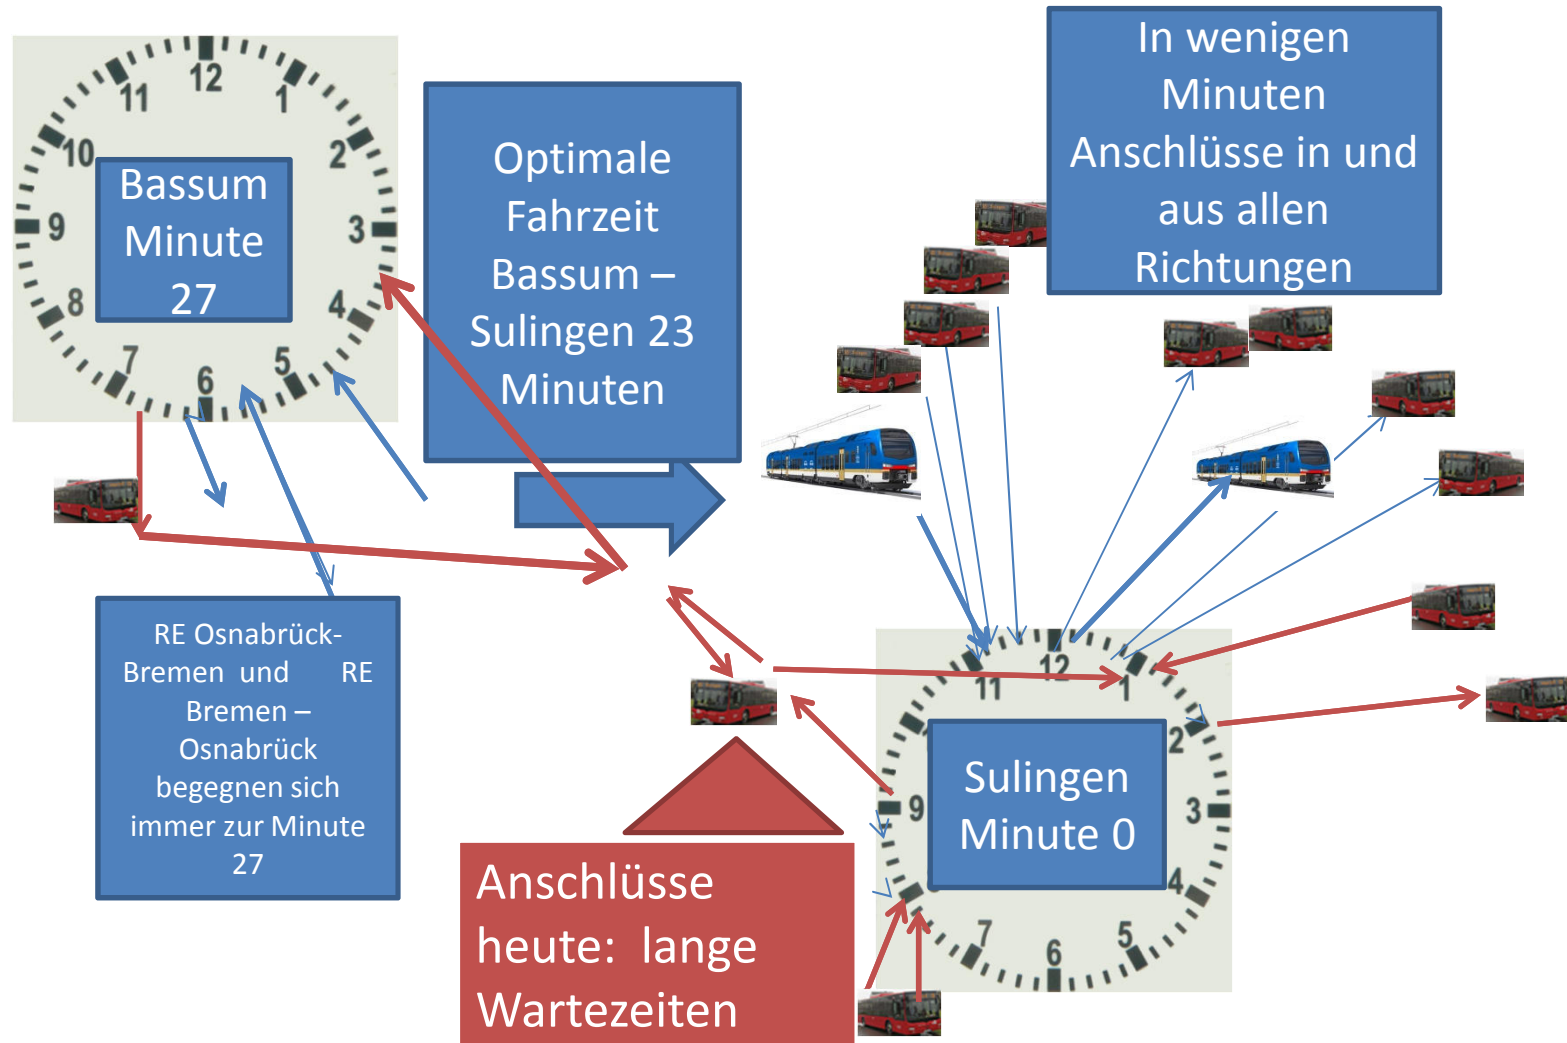 12
11
1
10
2
Bassum
Minute
27
9
3
8
4
7
5
6
Optimale
Fahrzeit
Bassum –
Sulingen 23
Minuten
In wenigen
Minuten
Anschlüsse in und
aus allen
Richtungen
RE Osnabrück-
Bremen und RE
Bremen –
Osnabrück
begegnen sich
immer zur Minute
27
Anschlüsse
heute: lange
Wartezeiten
12
11
1
2
Sulingen
Minute 0
9
3
4
7
5
6